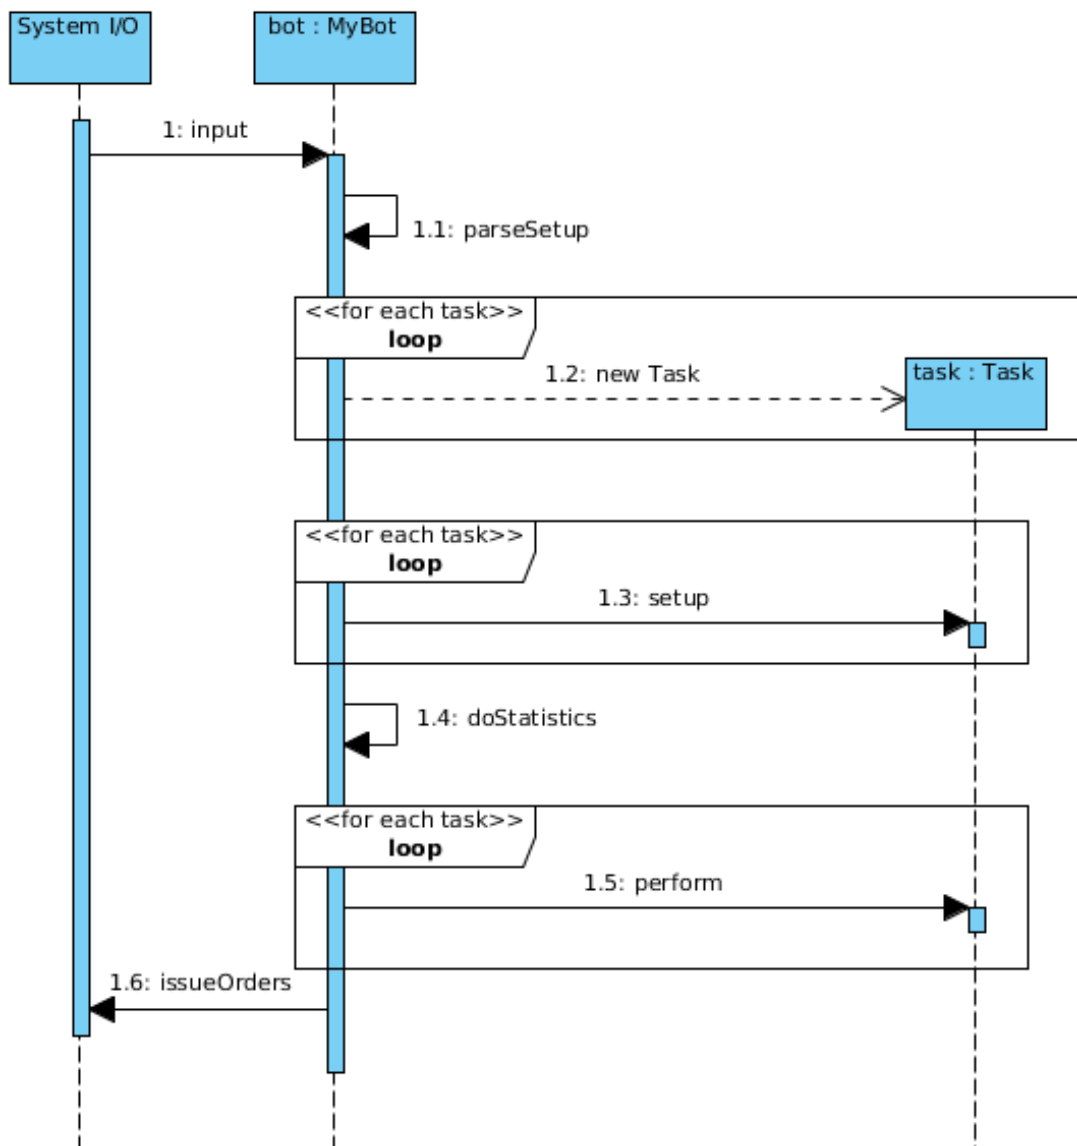 System I/O
bot : MyBot
1: input
1.1: parseSetup
<<for each task>>
loop
1.2: new Task
task : Task
<<for each task>>
loop
1.3: setup
1.4: doStatistics
<<for each task>>
loop
1.5: perform
1.6: issueOrders